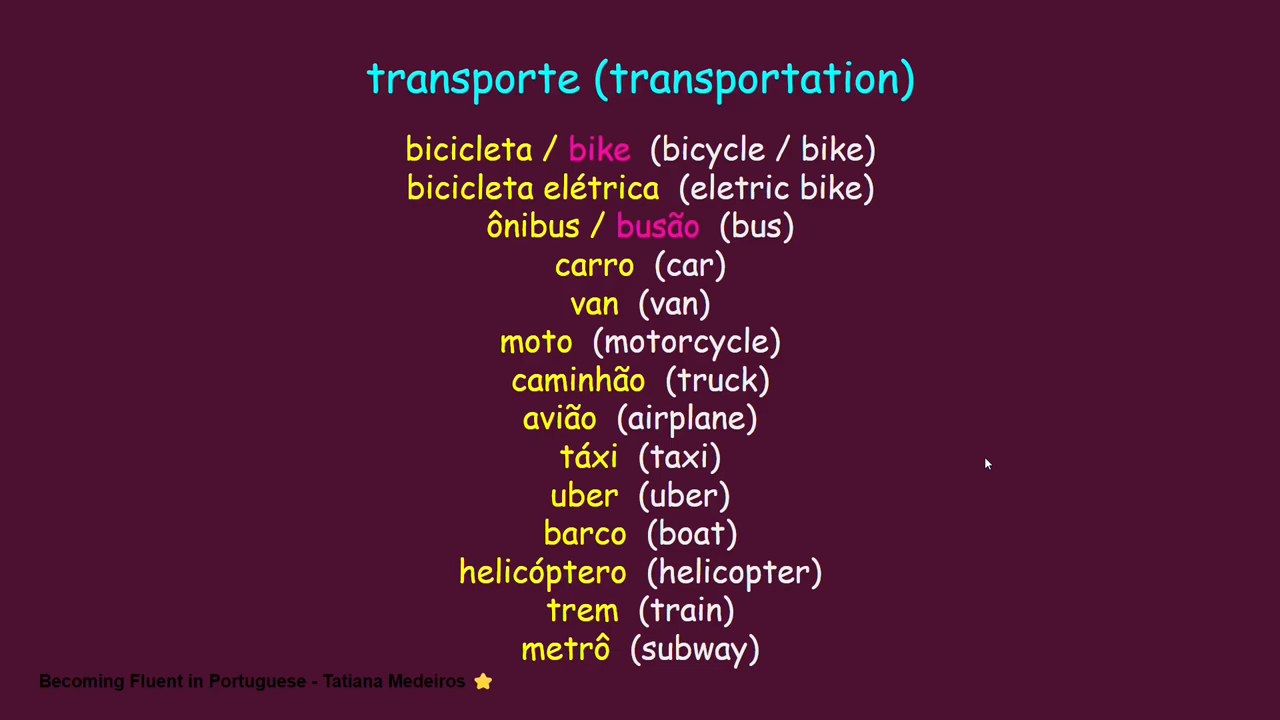 transporte (transportation)
bicicleta / bike (bicycle / bike)
bicicleta elétrica (eletric bike)
ônibus / busão (bus)
carro (car)
van (van)
moto (motorcycle)
caminhão (truck)
avião (airplane)
táxi (taxi)
uber (uber)
barco (boat)
helicóptero (helicopter)
trem (train)
metrô (subway)
Becoming Fluent in Portuguese - Tatiana Medeiros